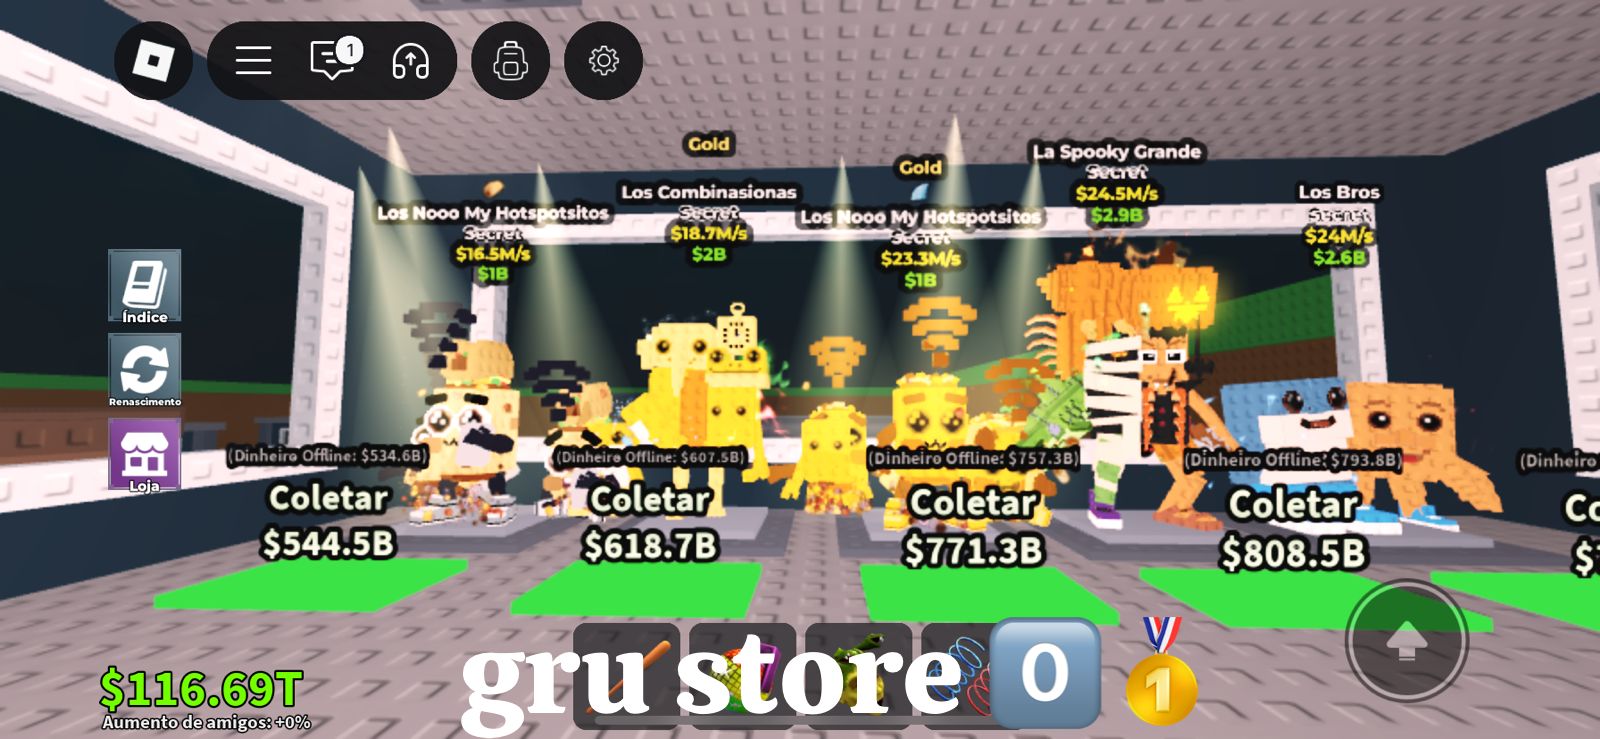 1
Gold
La Spooky Grande
Secret
$24.5M/s
$2.9B
Gold
Los Combinasionas
Secret
$18.7M/s
$2B
Los Bros
Secret
$24M/s
$2.6B
Los Nooo My Hotspotsitos
Secret
$16.5M/s
$1B
Los Nooo My Hotspotsitos
Secret
$23.3M/s
$1B
Índice
Renascimento
Loja
(Dinheiro Offline: $534.6B)
Coletar
$544.5B
(Dinheiro Offline: $607.5B)
Coletar
$618.7B
(Dinheiro Offline: $757.3B)
Coletar
$771.3B
(Dinheiro Offline: $793.8B)
Coletar
$808.5B
(Dinheiro
$116.69T
Aumento de amigos: +0%
gru store 0 1